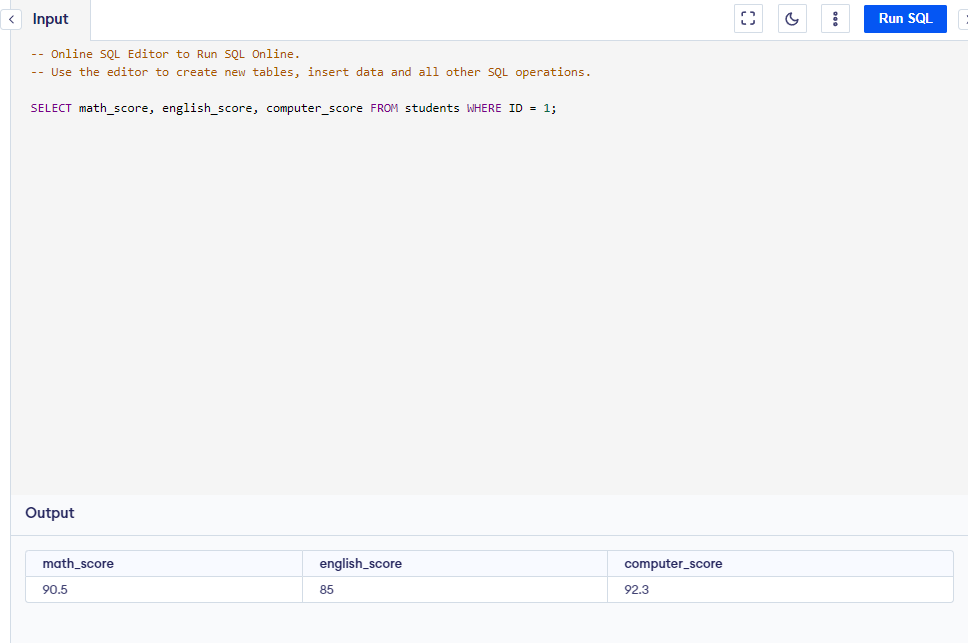 Input
Run SQL
-- Online SQL Editor to Run SQL Online.
-- Use the editor to create new tables, insert data and all other SQL operations.
SELECT math_score, english_score, computer_score FROM students WHERE ID = 1;
Output
math_score english_score computer_score
90.5 85 92.3